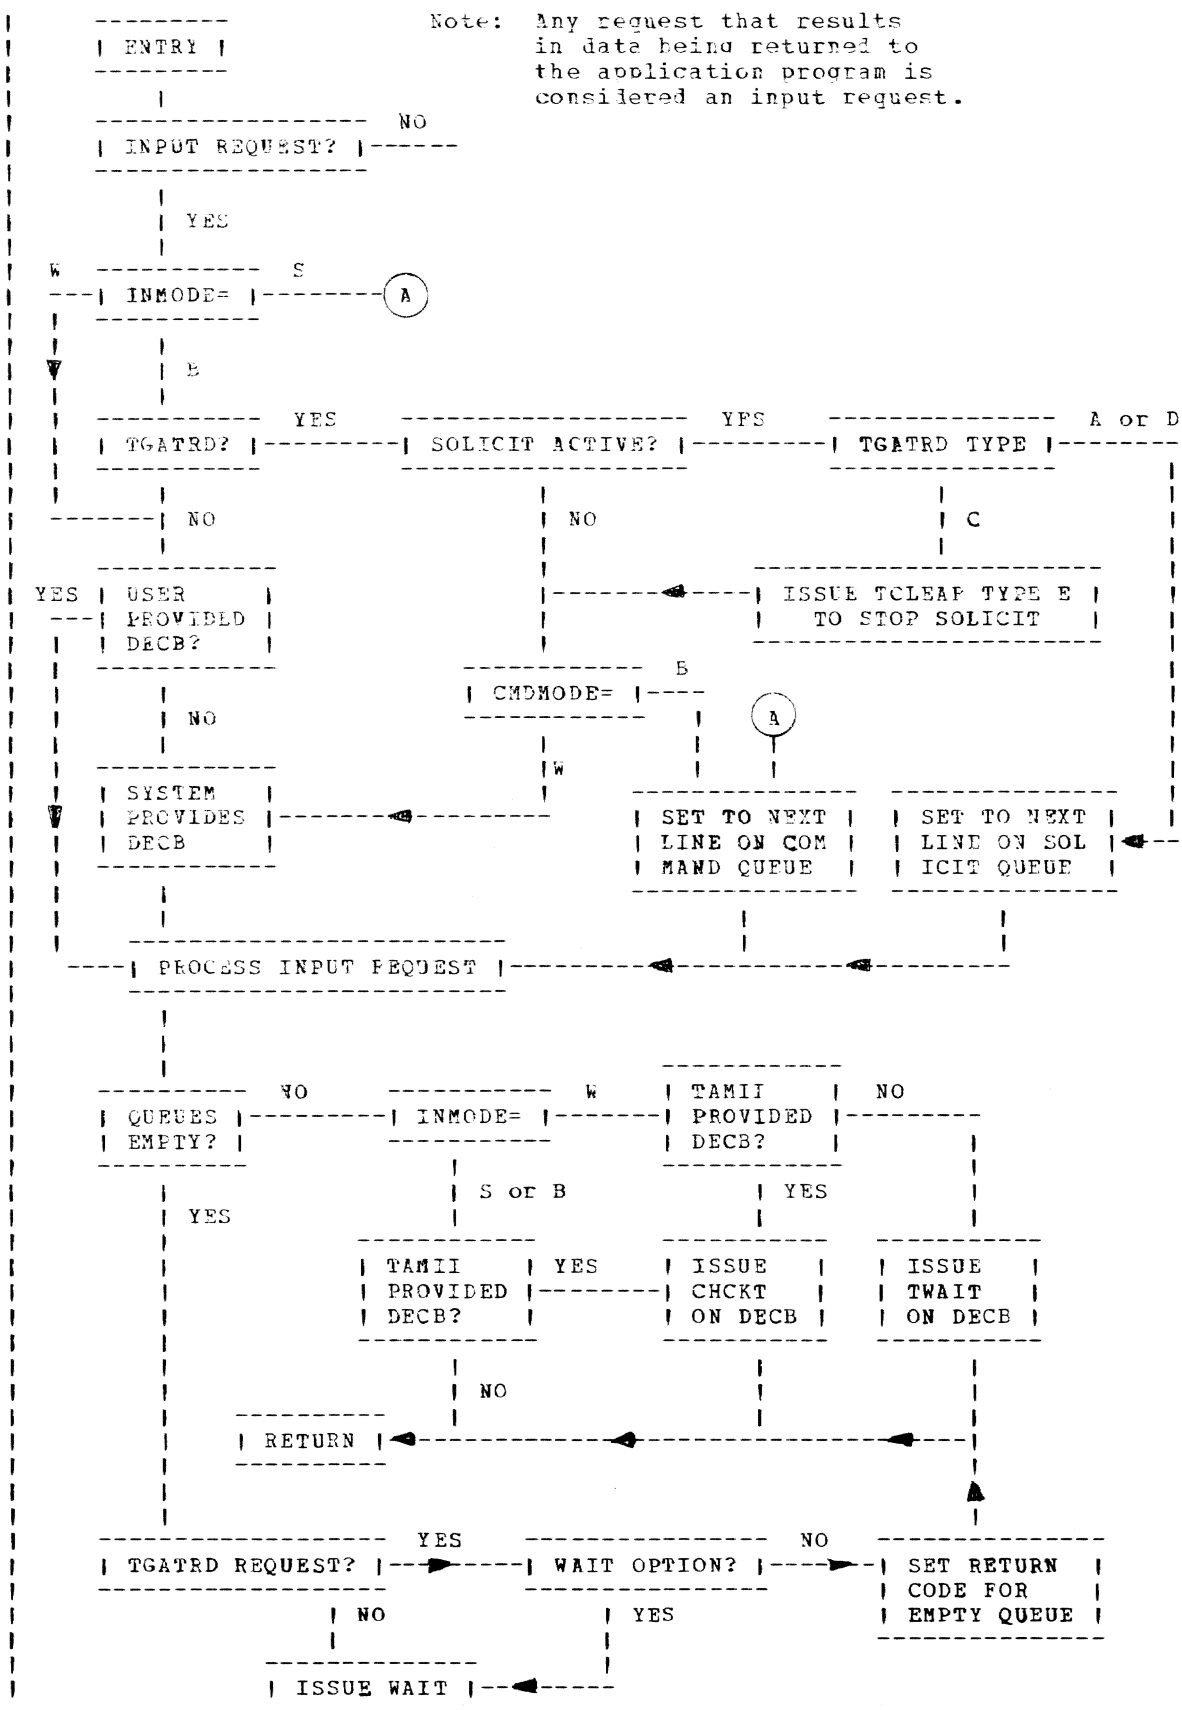 Note: Any request that results
in data being returned to
the application program is
considered an input request.
ENTRY
INPUT REQUEST?
NO
YES
W
INMODE=
S
A
B
TGATRD?
YES
SOLICIT ACTIVE?
YES
TGATRD TYPE
A or D
NO
NO
C
YES
USER
PROVIDED
DECB?
ISSUE TCLEAR TYPE E
TO STOP SOLICIT
CMDMODE=
B
A
NO
W
SYSTEM
PROVIDES
DECB
SET TO NEXT
LINE ON COM
MAND QUEUE
SET TO NEXT
LINE ON SOL
ICIT QUEUE
PROCESS INPUT REQUEST
QUEUES
EMPTY?
NO
INMODE=
W
TAMII
PROVIDED
DECB?
NO
S or B
YES
YES
TAMII
PROVIDED
DECB?
YES
ISSUE
CHCKT
ON DECB
ISSUE
TWAIT
ON DECB
NO
RETURN
TGATRD REQUEST?
YES
WAIT OPTION?
NO
SET RETURN
CODE FOR
EMPTY QUEUE
NO
YES
ISSUE WAIT